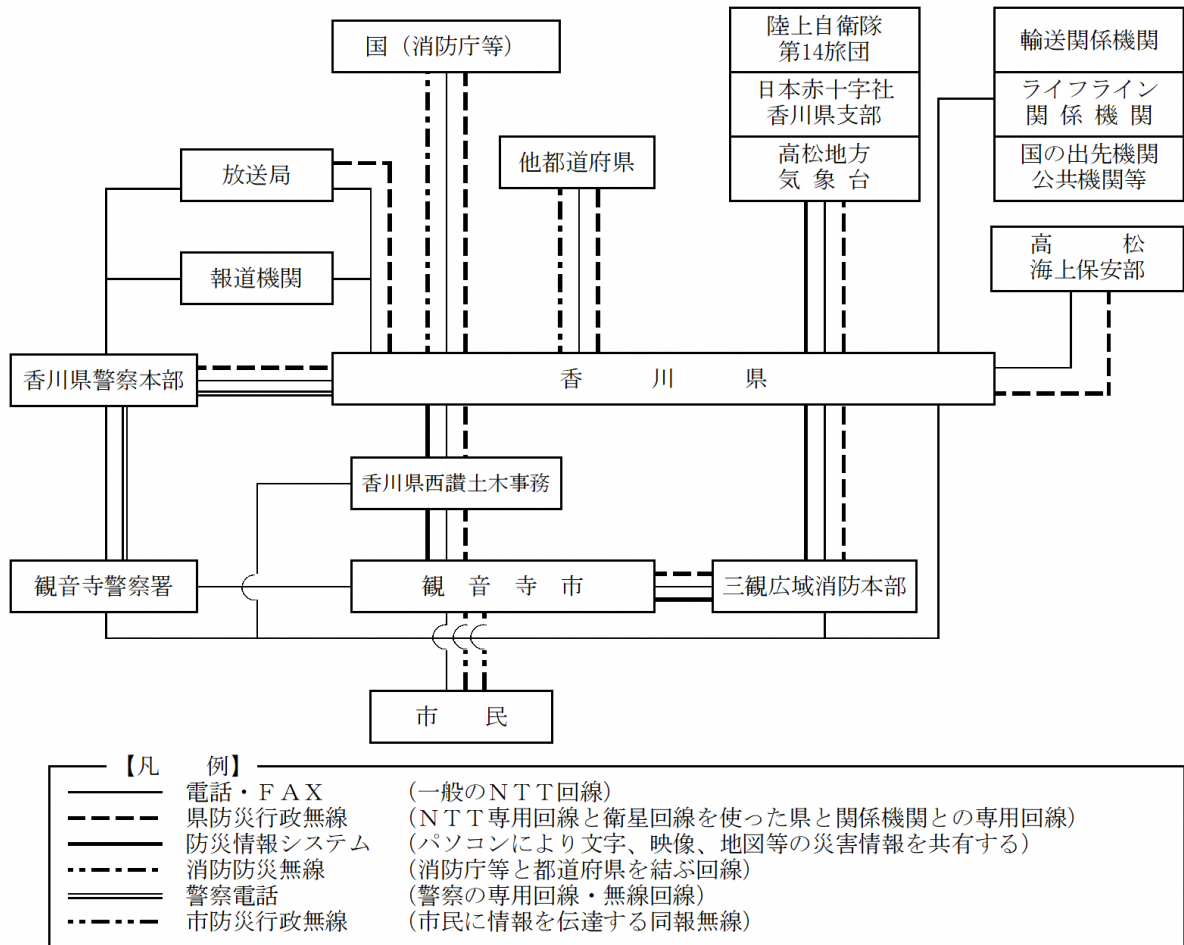 国（消防庁等）
陸上自衛隊
第14旅団
輸送関係機関
日本赤十字社
香川県支部
ライフライン
関係機関
放送局
他都道府県
高松地方
気象台
国の出先機関
公共機関等
報道機関
高松
海上保安部
香川県警察本部
香川県
香川県西讃土木事務
観音寺警察署
観音寺市
三観広域消防本部
市民
【凡例】
電話・ＦＡＸ （一般のＮＴＴ回線）
県防災行政無線 （ＮＴＴ専用回線と衛星回線を使った県と関係機関との専用回線）
防災情報システム （パソコンにより文字、映像、地図等の災害情報を共有する）
消防防災無線 （消防庁等と都道府県を結ぶ回線）
警察電話 （警察の専用回線・無線回線）
市防災行政無線 （市民に情報を伝達する同報無線）